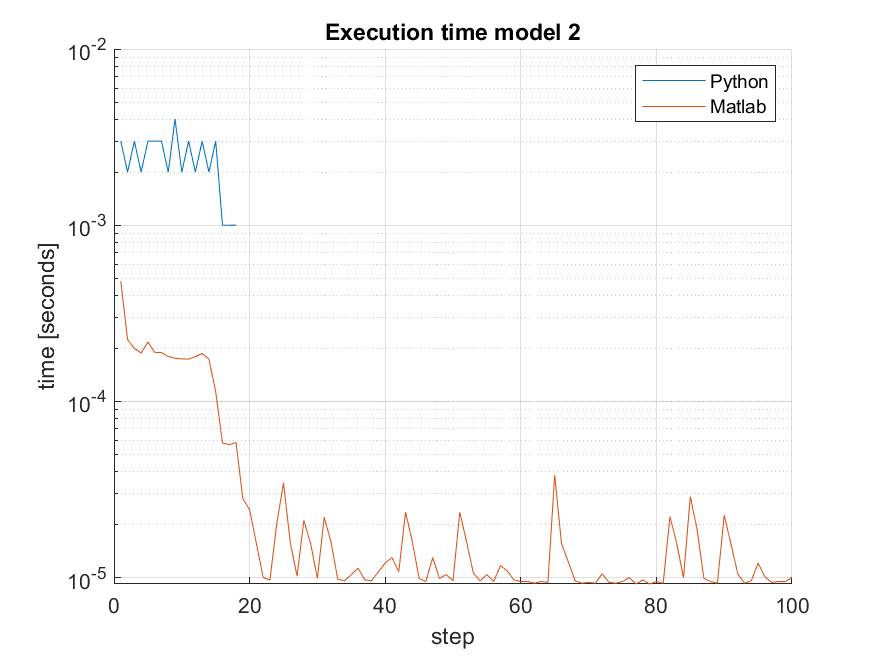 Execution time model 2
Python
Matlab
10-2
10-3
10-4
10-5
time [seconds]
0 20 40 60 80 100
step